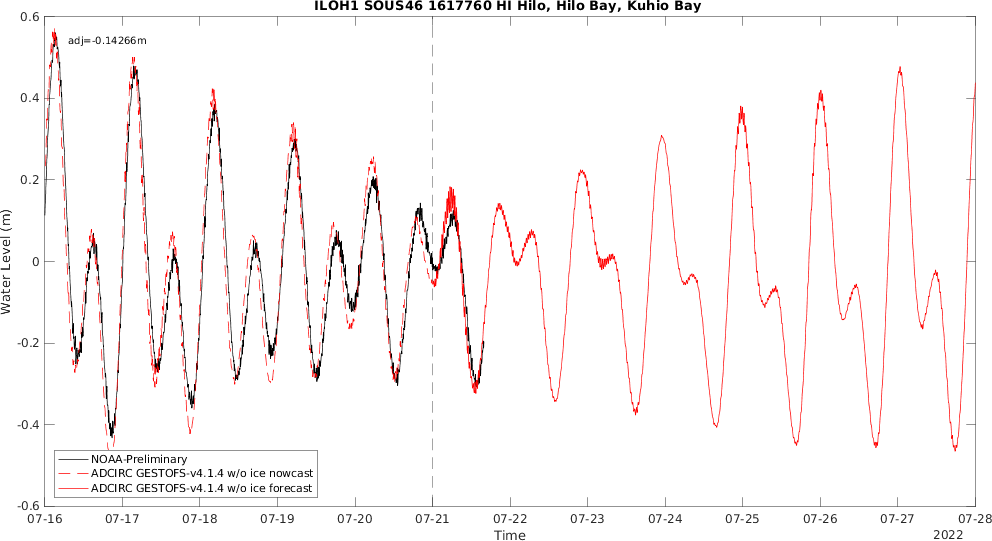 ILOH1 SOUS46 1617760 HI Hilo, Hilo Bay, Kuhio Bay
adj=-0.14266m
0.6
0.4
0.2
0
-0.2
-0.4
-0.6
Water Level (m)
NOAA-Preliminary
ADCIRC GESTOFS-v4.1.4 w/o ice nowcast
ADCIRC GESTOFS-v4.1.4 w/o ice forecast
07-16 07-17 07-18 07-19 07-20 07-21 07-22 07-23 07-24 07-25 07-26 07-27 07-28
Time
2022